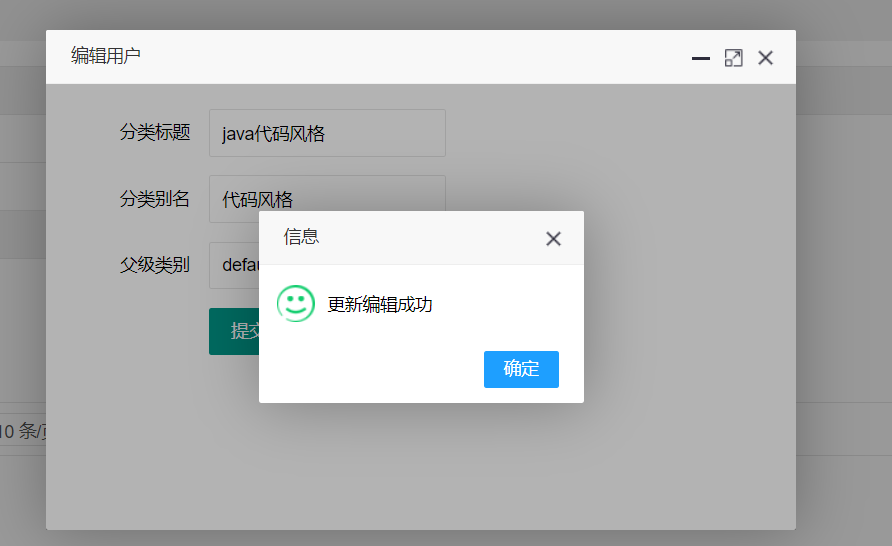 编辑用户
分类标题
java代码风格
分类别名
代码风格
信息
父级类别
更新编辑成功
确定
10 条/